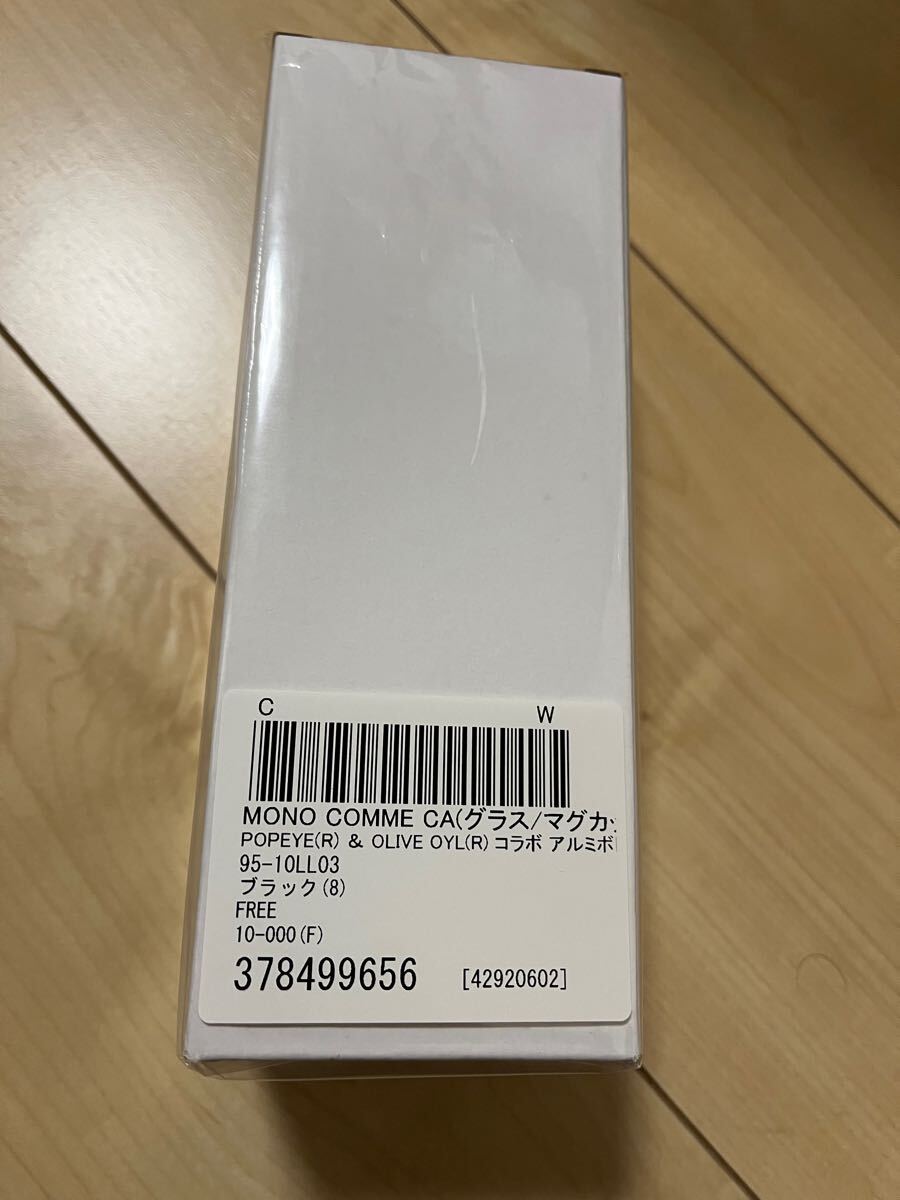 C W
MONO COMME CA(グラス/マグカッ
POPEYE(R) & OLIVE OYL(R)コラボ アルミボ
95-10LL03
ブラック(8)
FREE
10-000(F)
378499656 [42920602]